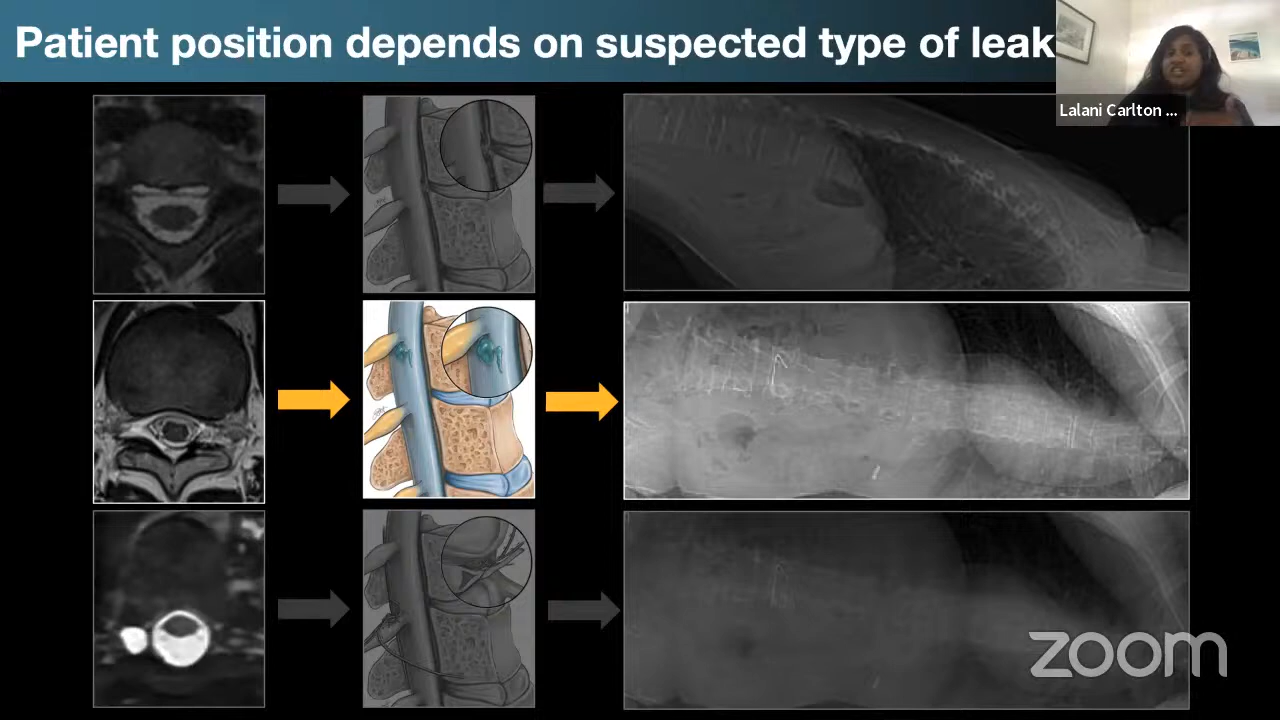 Patient position depends on suspected type of leak
Lalani Carlton ...
zoom